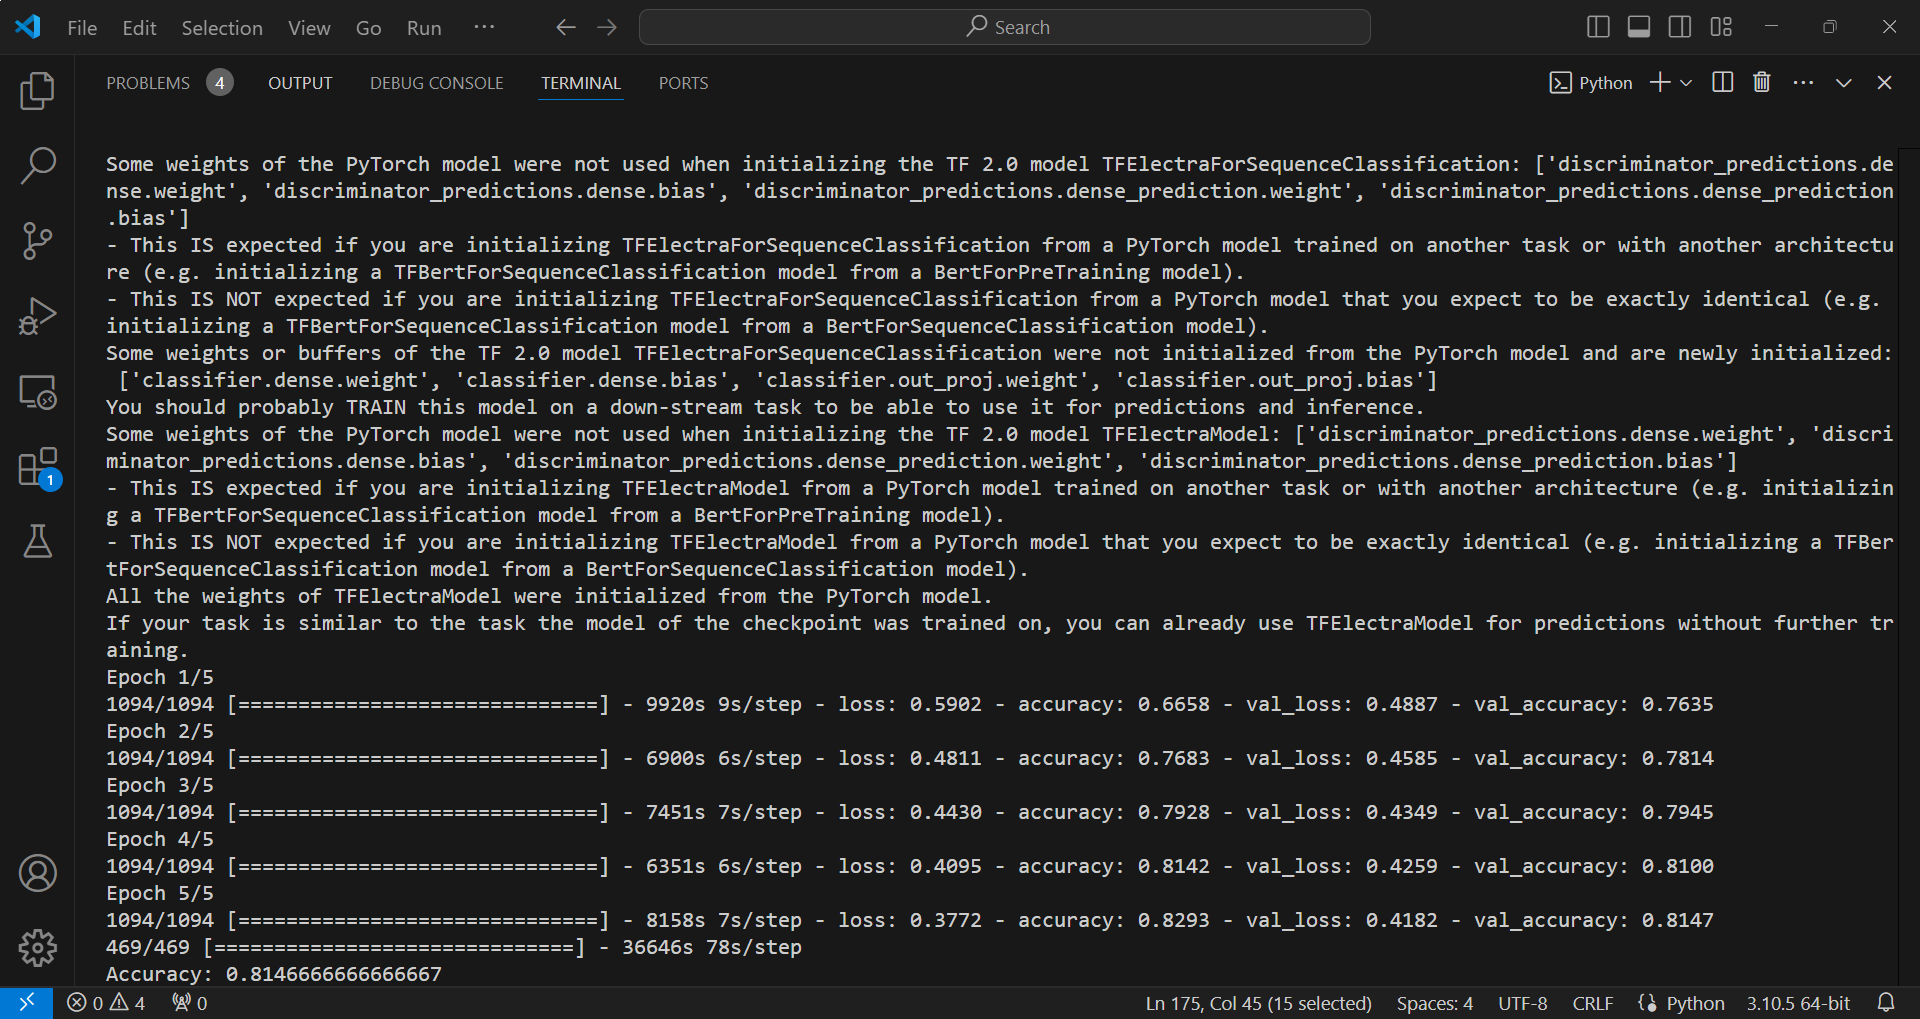 File Edit Selection View Go Run ··· Search
PROBLEMS 4 OUTPUT DEBUG CONSOLE TERMINAL PORTS Python
Some weights of the PyTorch model were not used when initializing the TF 2.0 model TFElectraForSequenceClassification: ['discriminator_predictions.de
nse.weight', 'discriminator_predictions.dense.bias', 'discriminator_predictions.dense_prediction.weight', 'discriminator_predictions.dense_prediction
.bias']
- This IS expected if you are initializing TFElectraForSequenceClassification from a PyTorch model trained on another task or with another architectu
re (e.g. initializing a TFBertForSequenceClassification model from a BertForPreTraining model).
- This IS NOT expected if you are initializing TFElectraForSequenceClassification from a PyTorch model that you expect to be exactly identical (e.g.
initializing a TFBertForSequenceClassification model from a BertForSequenceClassification model).
Some weights or buffers of the TF 2.0 model TFElectraForSequenceClassification were not initialized from the PyTorch model and are newly initialized:
['classifier.dense.weight', 'classifier.dense.bias', 'classifier.out_proj.weight', 'classifier.out_proj.bias']
You should probably TRAIN this model on a down-stream task to be able to use it for predictions and inference.
Some weights of the PyTorch model were not used when initializing the TF 2.0 model TFElectraModel: ['discriminator_predictions.dense.weight', 'discri
minator_predictions.dense.bias', 'discriminator_predictions.dense_prediction.weight', 'discriminator_predictions.dense_prediction.bias']
- This IS expected if you are initializing TFElectraModel from a PyTorch model trained on another task or with another architecture (e.g. initializin
g a TFBertForSequenceClassification model from a BertForPreTraining model).
- This IS NOT expected if you are initializing TFElectraModel from a PyTorch model that you expect to be exactly identical (e.g. initializing a TFBer
tForSequenceClassification model from a BertForSequenceClassification model).
All the weights of TFElectraModel were initialized from the PyTorch model.
If your task is similar to the task the model of the checkpoint was trained on, you can already use TFElectraModel for predictions without further tr
aining.
Epoch 1/5
1094/1094 [==============================] - 9920s 9s/step - loss: 0.5902 - accuracy: 0.6658 - val_loss: 0.4887 - val_accuracy: 0.7635
Epoch 2/5
1094/1094 [==============================] - 6900s 6s/step - loss: 0.4811 - accuracy: 0.7683 - val_loss: 0.4585 - val_accuracy: 0.7814
Epoch 3/5
1094/1094 [==============================] - 7451s 7s/step - loss: 0.4430 - accuracy: 0.7928 - val_loss: 0.4349 - val_accuracy: 0.7945
Epoch 4/5
1094/1094 [==============================] - 6351s 6s/step - loss: 0.4095 - accuracy: 0.8142 - val_loss: 0.4259 - val_accuracy: 0.8100
Epoch 5/5
1094/1094 [==============================] - 8158s 7s/step - loss: 0.3772 - accuracy: 0.8293 - val_loss: 0.4182 - val_accuracy: 0.8147
469/469 [==============================] - 36646s 78s/step
Accuracy: 0.8146666666666667
1
0 4 0 Ln 175, Col 45 (15 selected) Spaces: 4 UTF-8 CRLF Python 3.10.5 64-bit